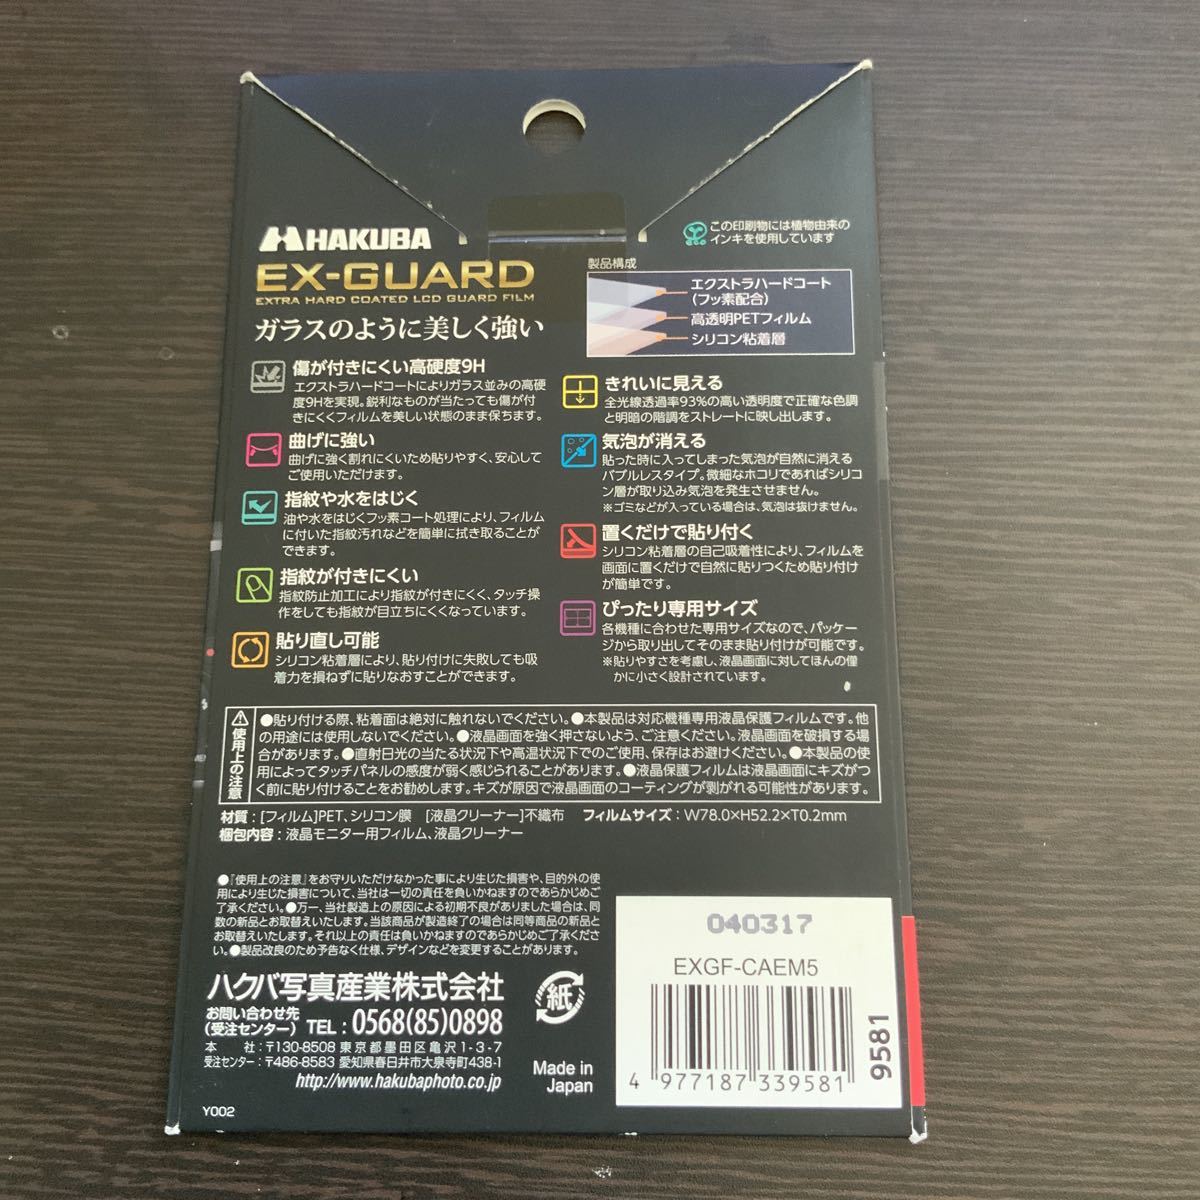 HAKUBA
EX-GUARD
EXTRA HARD COATED LCD GUARD FILM
ガラスのように美しく強い
この印刷物には植物由来の
インキを使用しています
製品構成
エクストラハードコート
(フッ素配合)
高透明PETフィルム
シリコン粘着層
傷が付きにくい高硬度9H
エクストラハードコートによりガラス並みの高硬
度9Hを実現。鋭利なものが当たっても傷が付
きにくくフィルムを美しい状態のまま保ちます。
曲げに強い
曲げに強く割れにくいため貼りやすく、安心して
ご使用いただけます。
指紋や水をはじく
油や水をはじくフッ素コート処理により、フィルム
に付いた指紋汚れなどを簡単に拭き取ることが
できます。
指紋が付きにくい
指紋防止加工により指紋が付きにくく、タッチ操
作をしても指紋が目立ちにくくなっています。
貼り直し可能
シリコン粘着層により、貼り付けに失敗しても吸
着力を損ねずに貼りなおすことができます。
きれいに見える
全光線透過率93%の高い透明度で正確な色調
と明暗の階調をストレートに映し出します。
気泡が消える
貼った時に入ってしまった気泡が自然に消える
バブルレスタイプ。微細なホコリであればシリコ
ン層が取り込み気泡を発生させません。
※ゴミなどが入っている場合は、気泡は抜けません。
置くだけで貼り付く
シリコン粘着層の自己吸着性により、フィルムを
画面に置くだけで自然に貼りつくため貼り付け
が簡単です。
ぴったり専用サイズ
各機種に合わせた専用サイズなので、パッケー
ジから取り出してそのまま貼り付けが可能です。
※貼りやすさを考慮し、液晶画面に対してほんの僅
かに小さく設計されています。
使用上の注意
●貼り付ける際、粘着面は絶対に触れないでください。●本製品は対応機種専用液晶保護フィルムです。他
の用途には使用しないでください。●液晶画面を強く押さないよう、ご注意ください。液晶画面を破損する場
合があります。●直射日光の当たる状況下や高温状況下でのご使用、保存はお避けください。●本製品の使
用によってタッチパネルの感度が弱く感じられることがあります。●液晶保護フィルムは液晶画面にキズがつ
く前に貼り付けることをお勧めします。キズが原因で液晶画面のコーティングが剥がれる可能性があります。
材質:[フィルム]PET、シリコン膜 [液晶クリーナー]不織布 フィルムサイズ:W78.0×H52.2×T0.2mm
梱包内容:液晶モニター用フィルム、液晶クリーナー
●『使用上の注意』をお守りいただけなかった事により生じた損害や、目的外の使
用により生じた損害について、当社は一切の責任を負いかねますのであらかじめご
了承ください。●万一、当社製造上の原因による初期不良がありました場合は、同
数の新品とお取替えいたします。当該商品が製造終了の場合は同等商品の新品と
お取替えいたします。それ以上の責任は負いかねますのであらかじめご了承くださ
い。●製品改良のため予告なく仕様、デザインなどを変更することがあります。
ハクバ写真産業株式会社
お問い合わせ先
(受注センター) TEL:0568(85)0898
本 社:〒130-8508 東京都墨田区亀沢1-3-7
受注センター:〒486-8583 愛知県春日井市大泉寺町438-1
http://www.hakubaphoto.co.jp
紙
Made in
Japan
040317
EXGF-CAEM5
4 977187 339581
9581
Y002